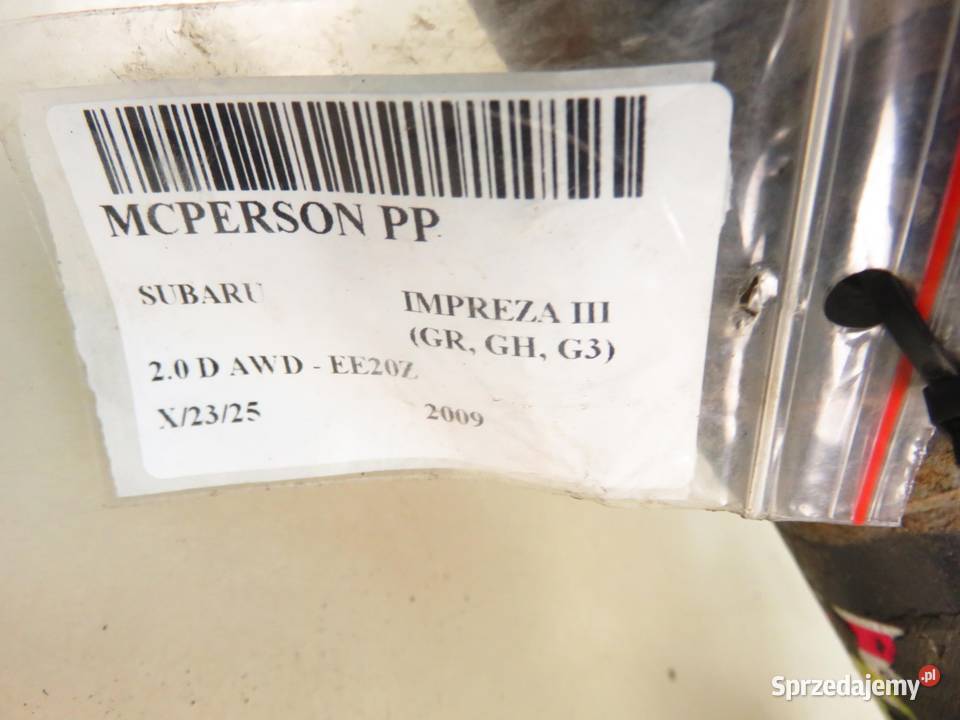 MCPERSON PP
SUBARU
IMPREZA III
(GR, GH, G3)
2.0 D AWD - EE20Z
X/23/25
2009
Sprzedajemy.pl